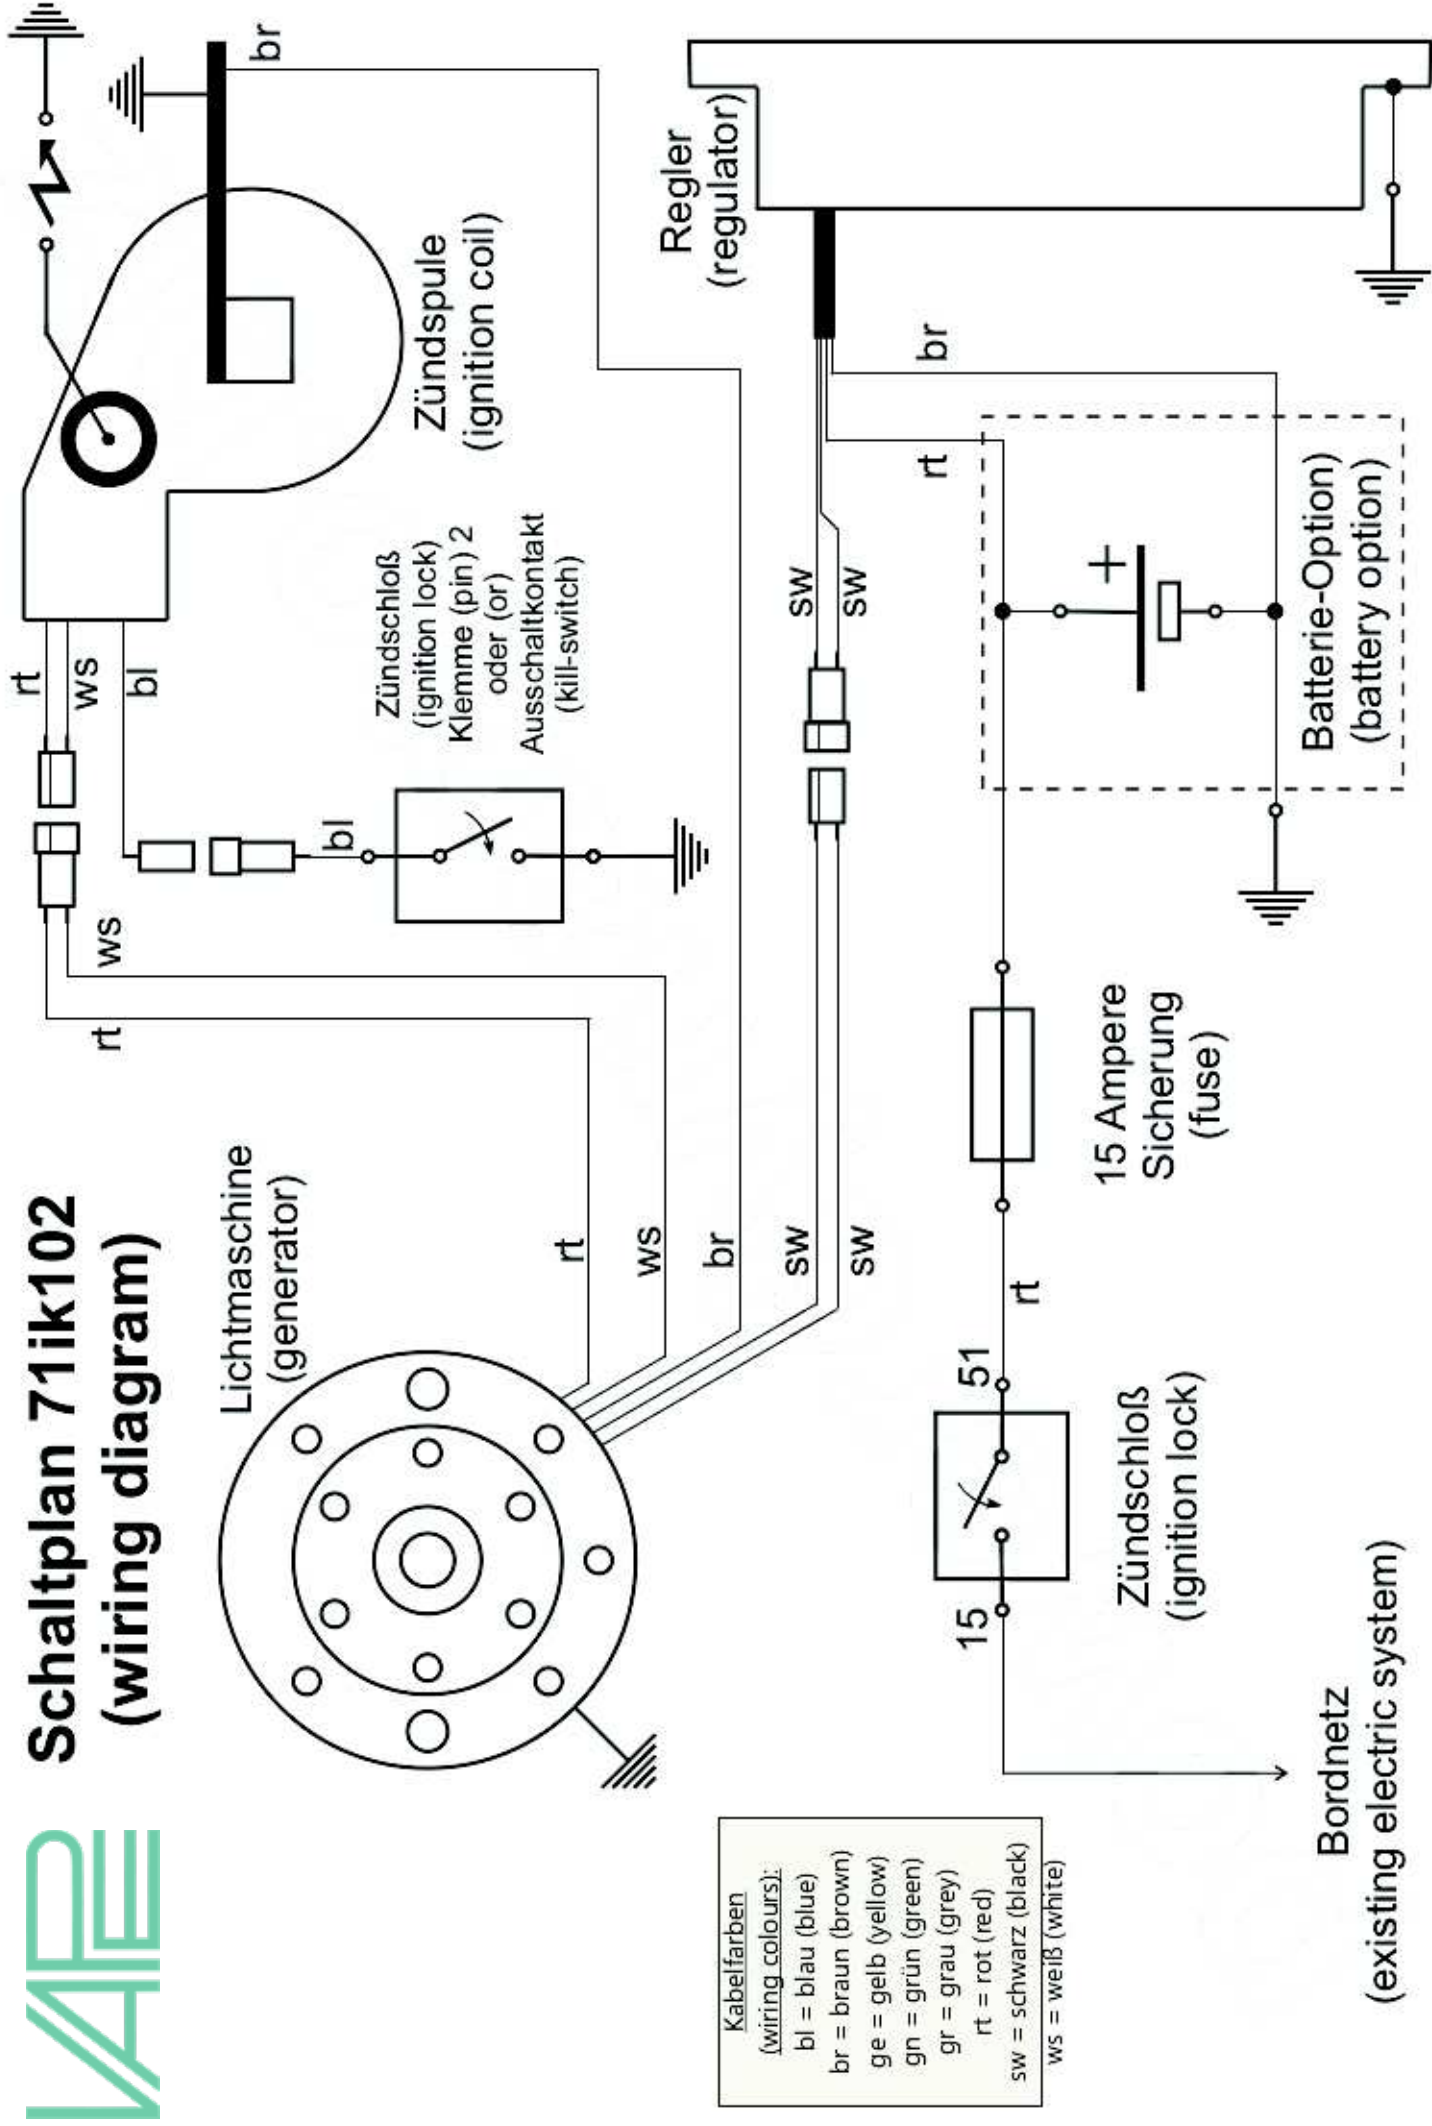 VAPE
Schaltplan 71ik102
(wiring diagram)
Lichtmaschine
(generator)
rt
ws
br
sw
sw
rt
ws
rt
ws
bl
bl
Zündschloß
(ignition lock)
Klemme (pin) 2
oder (or)
Ausschaltkontakt
(kill-switch)
Zündspule
(ignition coil)
br
Regler
(regulator)
sw
sw
rt
br
+
Batterie-Option)
(battery option)
15 Ampere
Sicherung
(fuse)
rt
51
15
Zündschloß
(ignition lock)
Bordnetz
(existing electric system)
Kabelfarben
(wiring colours):
bl = blau (blue)
br = braun (brown)
ge = gelb (yellow)
gn = grün (green)
gr = grau (grey)
rt = rot (red)
sw = schwarz (black)
ws = weiß (white)